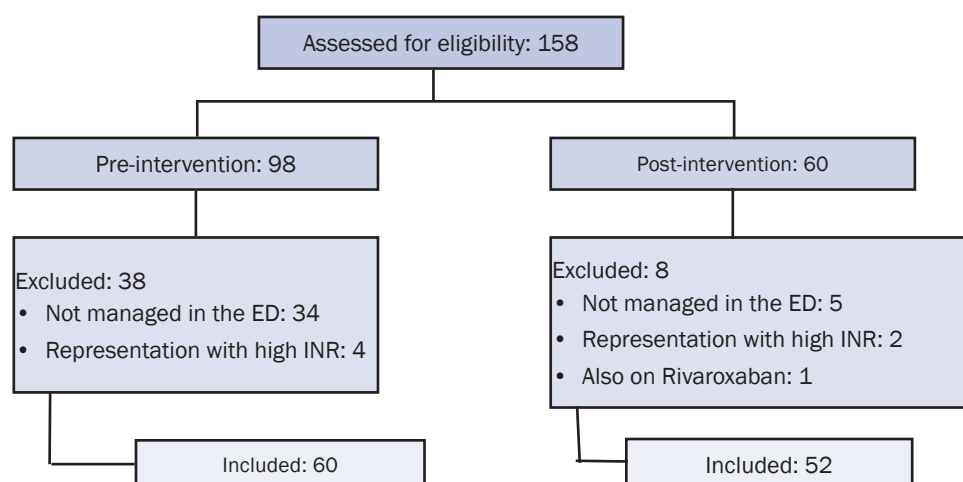 Assessed for eligibility: 158
Pre-intervention: 98
Post-intervention: 60
Excluded: 38
• Not managed in the ED: 34
• Representation with high INR: 4
Excluded: 8
• Not managed in the ED: 5
• Representation with high INR: 2
• Also on Rivaroxaban: 1
Included: 60
Included: 52